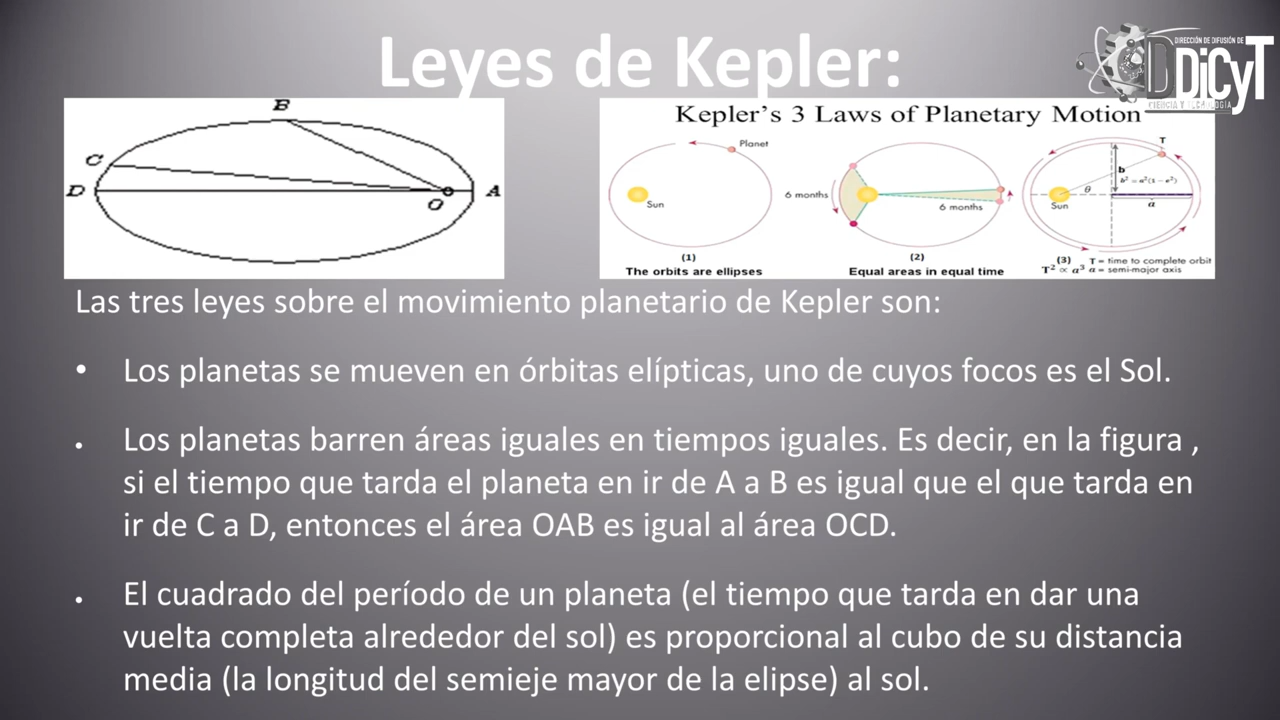 Leyes de Kepler:
DIRECCIÓN DE DIFUSIÓN DE
DDiCyT
CIENCIA Y TECNOLOGÍA
B
C
D
O
A
Kepler's 3 Laws of Planetary Motion
Planet
Sun
(1)
The orbits are ellipses
6 months
6 months
(2)
Equal areas in equal time
T
b
b² = a²(1 - e²)
θ
Sun
a
(3) T = time to complete orbit
T² ∝ a³ a = semi-major axis
Las tres leyes sobre el movimiento planetario de Kepler son:
• Los planetas se mueven en órbitas elípticas, uno de cuyos focos es el Sol.
• Los planetas barren áreas iguales en tiempos iguales. Es decir, en la figura ,
si el tiempo que tarda el planeta en ir de A a B es igual que el que tarda en
ir de C a D, entonces el área OAB es igual al área OCD.
• El cuadrado del período de un planeta (el tiempo que tarda en dar una
vuelta completa alrededor del sol) es proporcional al cubo de su distancia
media (la longitud del semieje mayor de la elipse) al sol.